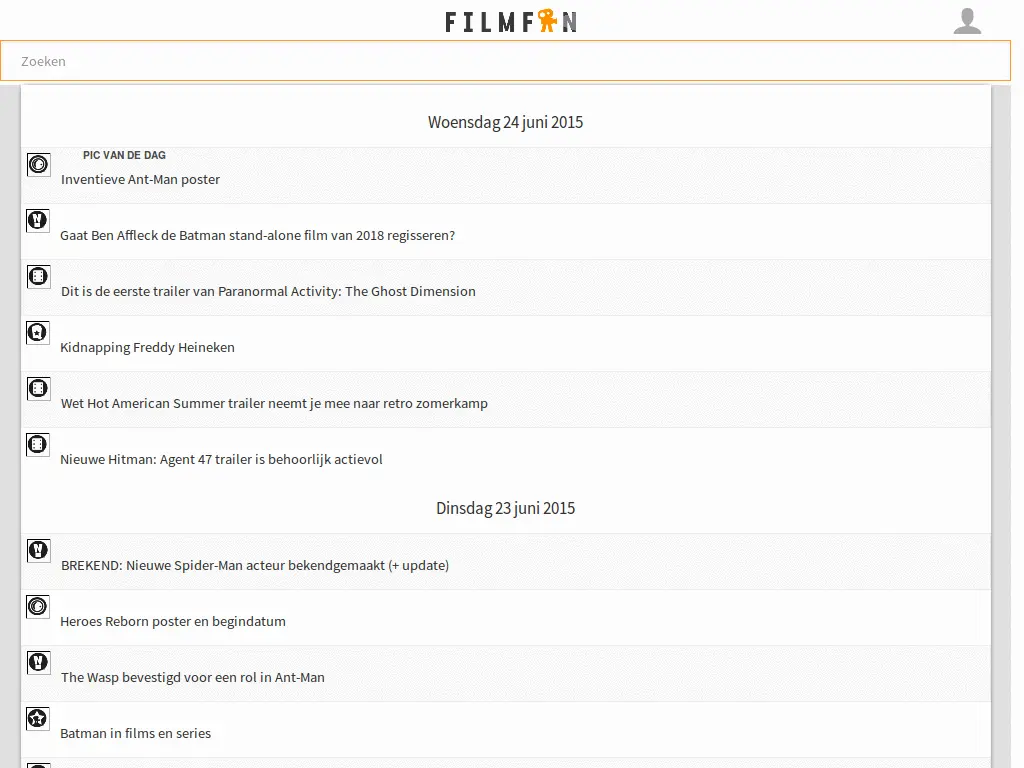 FILMFAN
Zoeken
Woensdag 24 juni 2015
PIC VAN DE DAG
Inventieve Ant-Man poster
Gaat Ben Affleck de Batman stand-alone film van 2018 regisseren?
Dit is de eerste trailer van Paranormal Activity: The Ghost Dimension
Kidnapping Freddy Heineken
Wet Hot American Summer trailer neemt je mee naar retro zomerkamp
Nieuwe Hitman: Agent 47 trailer is behoorlijk actievol
Dinsdag 23 juni 2015
BREKEND: Nieuwe Spider-Man acteur bekendgemaakt (+ update)
Heroes Reborn poster en begindatum
The Wasp bevestigd voor een rol in Ant-Man
Batman in films en series